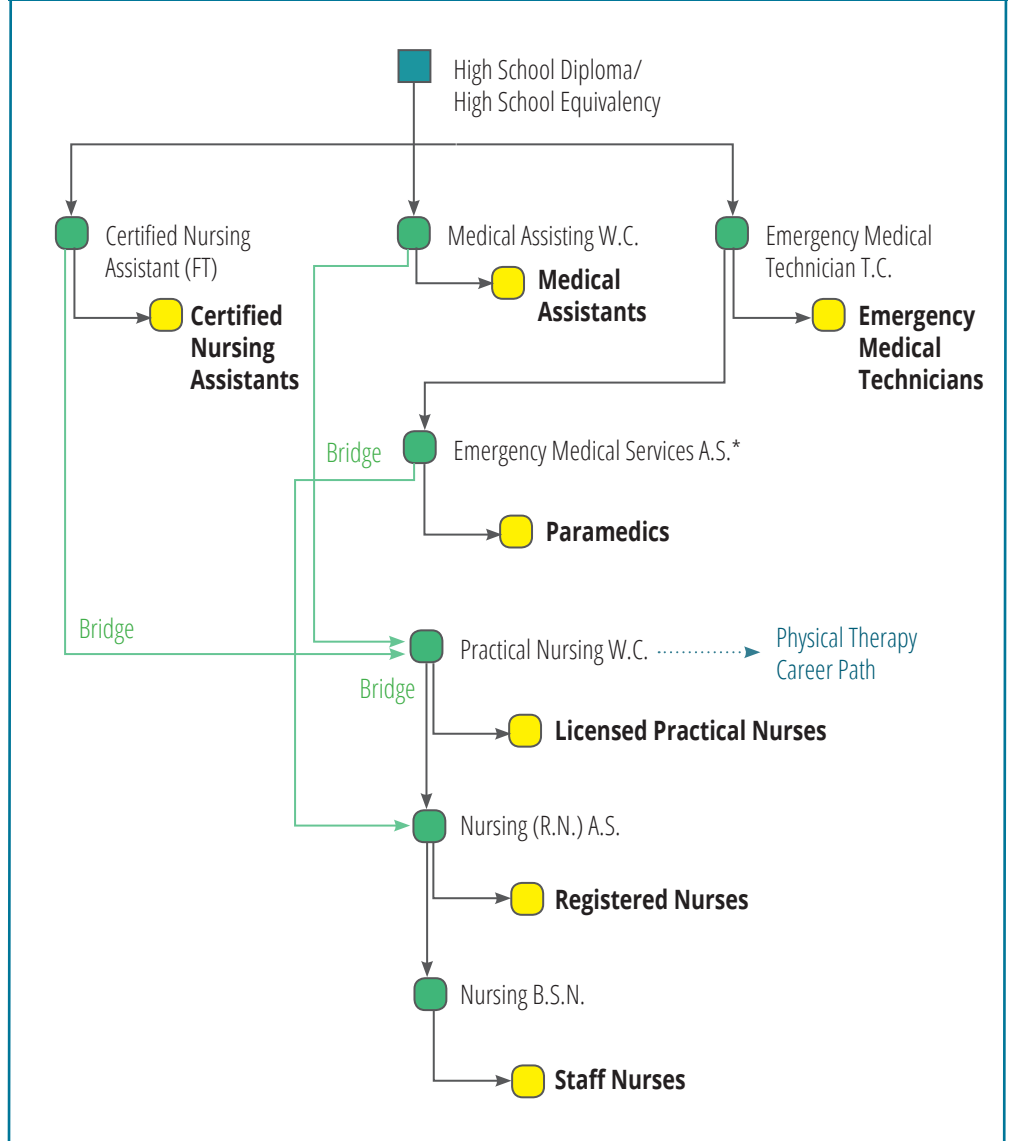 High School Diploma/
High School Equivalency
Certified Nursing
Assistant (FT)
Medical Assisting W.C.
Emergency Medical
Technician T.C.
Certified
Nursing
Assistants
Medical
Assistants
Emergency
Medical
Technicians
Bridge
Emergency Medical Services A.S.*
Paramedics
Bridge
Practical Nursing W.C.
Physical Therapy
Career Path
Bridge
Licensed Practical Nurses
Nursing (R.N.) A.S.
Registered Nurses
Nursing B.S.N.
Staff Nurses